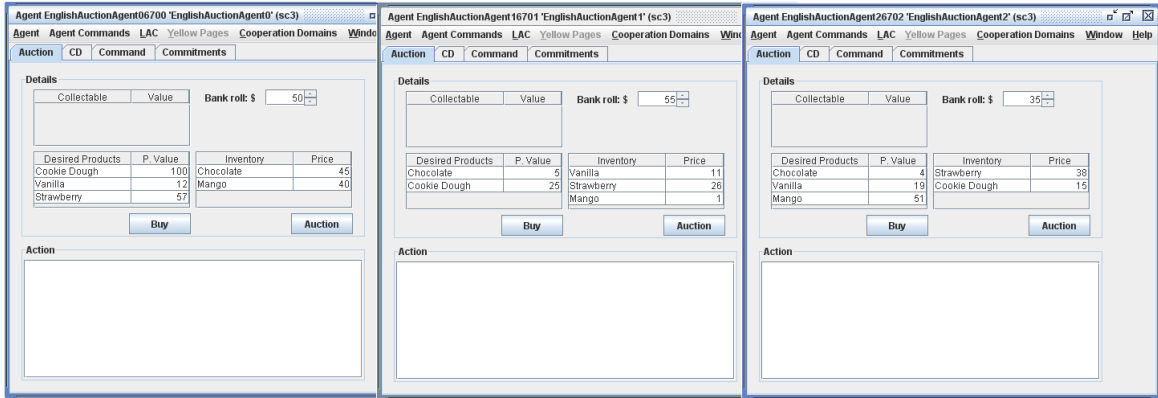 Agent EnglishAuctionAgent06700 'EnglishAuctionAgent0' (sc3)
Agent Agent Commands LAC Yellow Pages Cooperation Domains Windo
Auction CD Command Commitments
Details
Collectable Value Bank roll: $ 50
Desired Products P. Value Inventory Price
Cookie Dough 100 Chocolate 45
Vanilla 12 Mango 40
Strawberry 57
Buy Auction
Action
Agent EnglishAuctionAgent16701 'EnglishAuctionAgent1' (sc3)
Agent Agent Commands LAC Yellow Pages Cooperation Domains Wind
Auction CD Command Commitments
Details
Collectable Value Bank roll: $ 55
Desired Products P. Value Inventory Price
Chocolate 5 Vanilla 11
Cookie Dough 25 Strawberry 26
Mango 1
Buy Auction
Action
Agent EnglishAuctionAgent26702 'EnglishAuctionAgent2' (sc3)
Agent Agent Commands LAC Yellow Pages Cooperation Domains Window Help
Auction CD Command Commitments
Details
Collectable Value Bank roll: $ 35
Desired Products P. Value Inventory Price
Chocolate 4 Strawberry 38
Vanilla 19 Cookie Dough 15
Mango 51
Buy Auction
Action